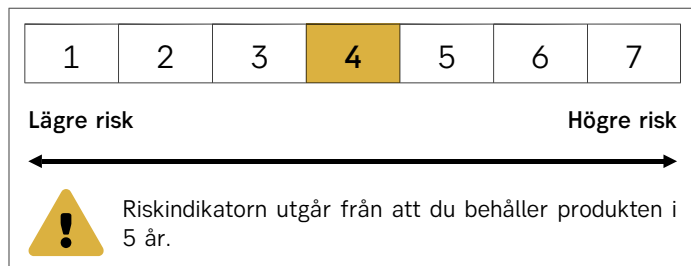 1 2 3 4 5 6 7
Lägre risk Högre risk
Riskindikatorn utgår från att du behåller produkten i
5 år.